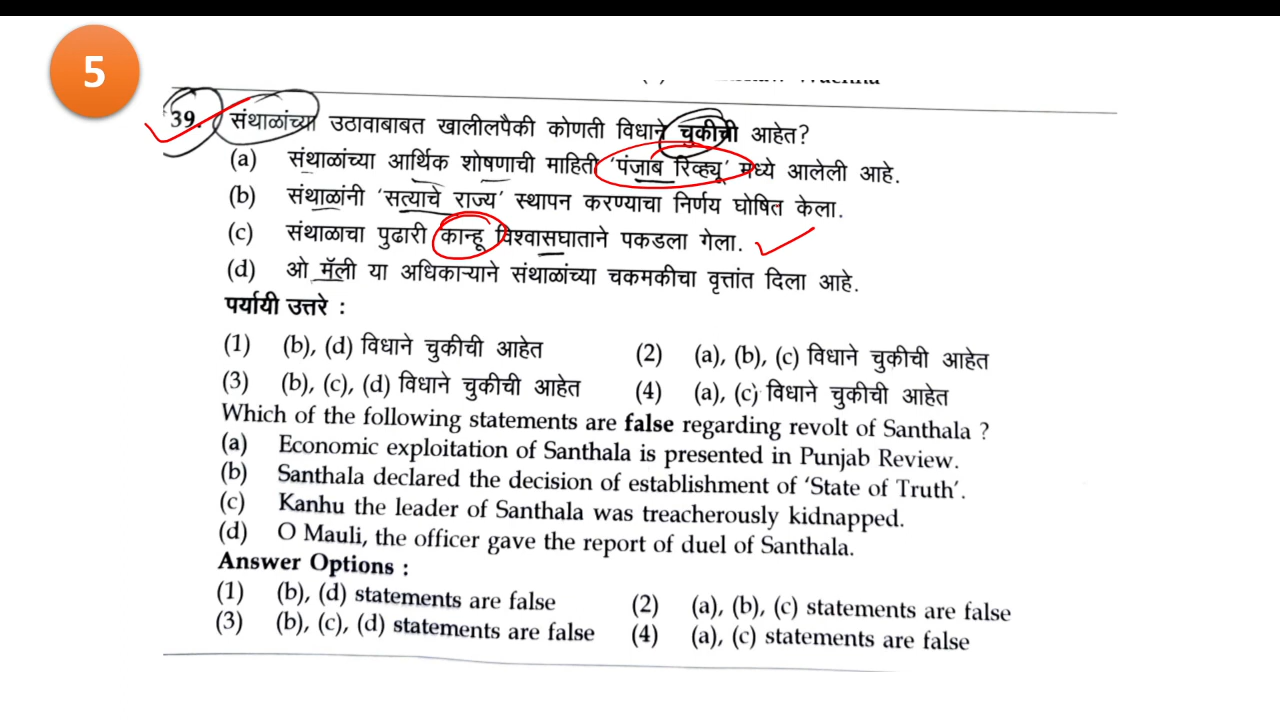 5
39. संथाळांच्या उठावाबाबत खालीलपैकी कोणती विधाने चुकीची आहेत?
(a) संथाळांच्या आर्थिक शोषणाची माहिती 'पंजाब रिव्ह्यू' मध्ये आलेली आहे.
(b) संथाळांनी 'सत्याचे राज्य' स्थापन करण्याचा निर्णय घोषित केला.
(c) संथाळाचा पुढारी कान्हू विश्वासघाताने पकडला गेला.
(d) ओ मॅली या अधिकाऱ्याने संथाळांच्या चकमकीचा वृत्तांत दिला आहे.
पर्यायी उत्तरे :
(1) (b), (d) विधाने चुकीची आहेत (2) (a), (b), (c) विधाने चुकीची आहेत
(3) (b), (c), (d) विधाने चुकीची आहेत (4) (a), (c) विधाने चुकीची आहेत
Which of the following statements are false regarding revolt of Santhala ?
(a) Economic exploitation of Santhala is presented in Punjab Review.
(b) Santhala declared the decision of establishment of 'State of Truth'.
(c) Kanhu the leader of Santhala was treacherously kidnapped.
(d) O Mauli, the officer gave the report of duel of Santhala.
Answer Options :
(1) (b), (d) statements are false (2) (a), (b), (c) statements are false
(3) (b), (c), (d) statements are false (4) (a), (c) statements are false